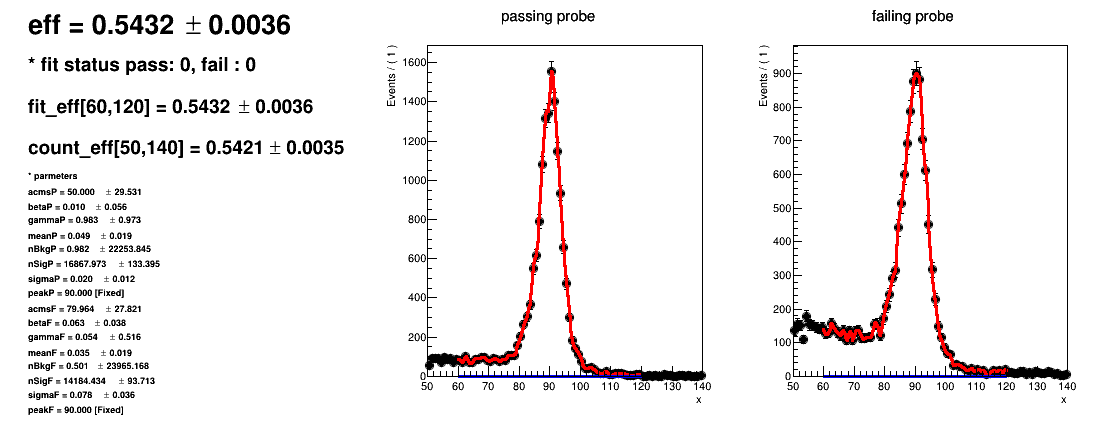 eff = 0.5432 ± 0.0036
* fit status pass: 0, fail : 0
fit_eff[60,120] = 0.5432 ± 0.0036
count_eff[50,140] = 0.5421 ± 0.0035
* parmeters
acmsP = 50.000 ± 29.531
betaP = 0.010 ± 0.056
gammaP = 0.983 ± 0.973
meanP = 0.049 ± 0.019
nBkgP = 0.982 ± 22253.845
nSigP = 16867.973 ± 133.395
sigmaP = 0.020 ± 0.012
peakP = 90.000 [Fixed]
acmsF = 79.964 ± 27.821
betaF = 0.063 ± 0.038
gammaF = 0.054 ± 0.516
meanF = 0.035 ± 0.019
nBkgF = 0.501 ± 23965.168
nSigF = 14184.434 ± 93.713
sigmaF = 0.078 ± 0.036
peakF = 90.000 [Fixed]
passing probe
Events / ( 1 )
1600
1400
1200
1000
800
600
400
200
0
50 60 70 80 90 100 110 120 130 140
x
failing probe
Events / ( 1 )
900
800
700
600
500
400
300
200
100
0
50 60 70 80 90 100 110 120 130 140
x